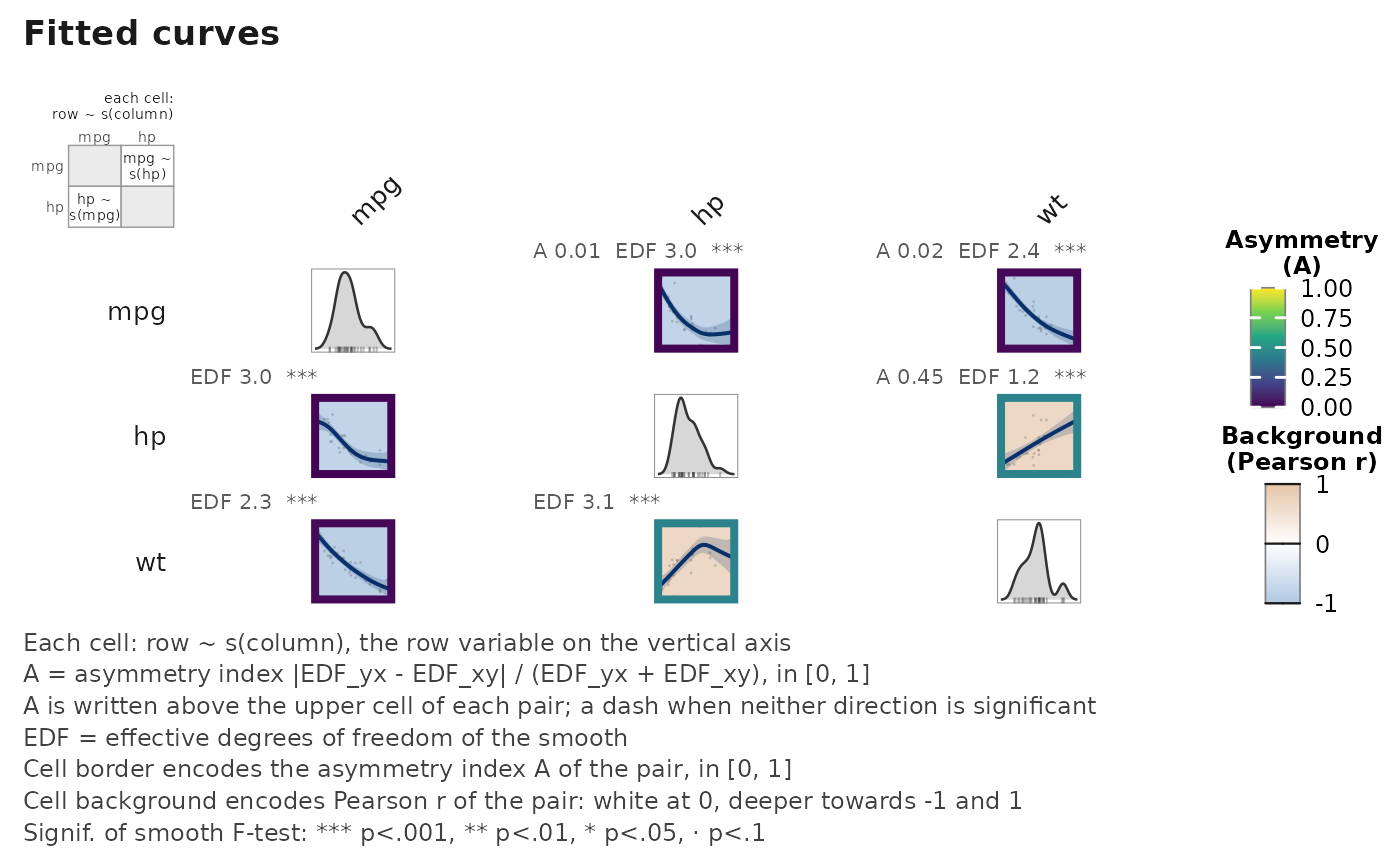 Fitted curves
each cell:
row ~ s(column)
mpg hp
mpg
mpg ~
s(hp)
hp
hp ~
s(mpg)
mpg hp wt
A 0.01 EDF 3.0 ***
A 0.02 EDF 2.4 ***
mpg
EDF 3.0 ***
A 0.45 EDF 1.2 ***
hp
EDF 2.3 ***
EDF 3.1 ***
wt
Asymmetry
(A)
1.00
0.75
0.50
0.25
0.00
Background
(Pearson r)
1
0
-1
Each cell: row ~ s(column), the row variable on the vertical axis
A = asymmetry index |EDF_yx - EDF_xy| / (EDF_yx + EDF_xy), in [0, 1]
A is written above the upper cell of each pair; a dash when neither direction is significant
EDF = effective degrees of freedom of the smooth
Cell border encodes the asymmetry index A of the pair, in [0, 1]
Cell background encodes Pearson r of the pair: white at 0, deeper towards -1 and 1
Signif. of smooth F-test: *** p<.001, ** p<.01, * p<.05, · p<.1